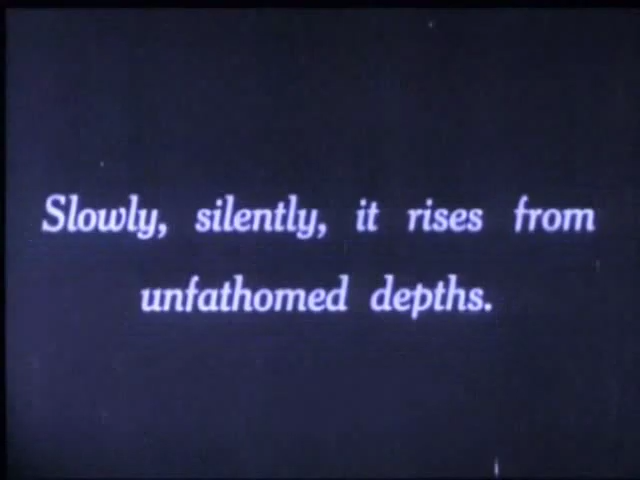 Slowly, silently, it rises from
unfathomed depths.